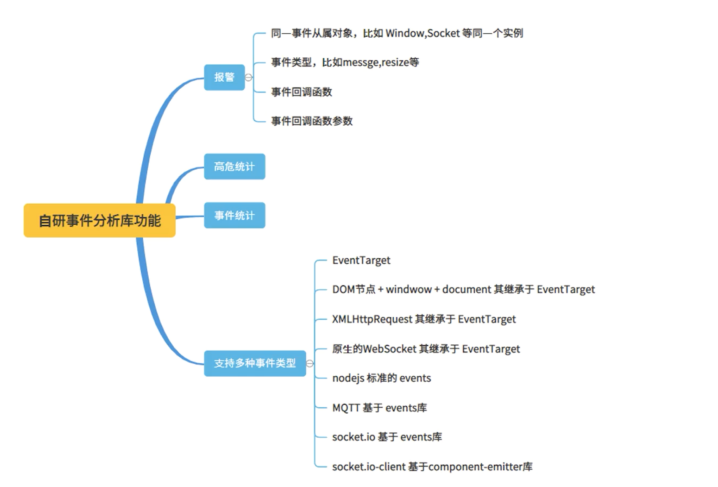 同一事件从属对象，比如 Window,Socket 等同一个实例
事件类型，比如messge,resize等
报警
事件回调函数
事件回调函数参数
高危统计
自研事件分析库功能
事件统计
EventTarget
DOM节点 + windwow + document 其继承于 EventTarget
XMLHttpRequest 其继承于 EventTarget
原生的WebSocket 其继承于 EventTarget
支持多种事件类型
nodejs 标准的 events
MQTT 基于 events库
socket.io 基于 events库
socket.io-client 基于component-emitter库